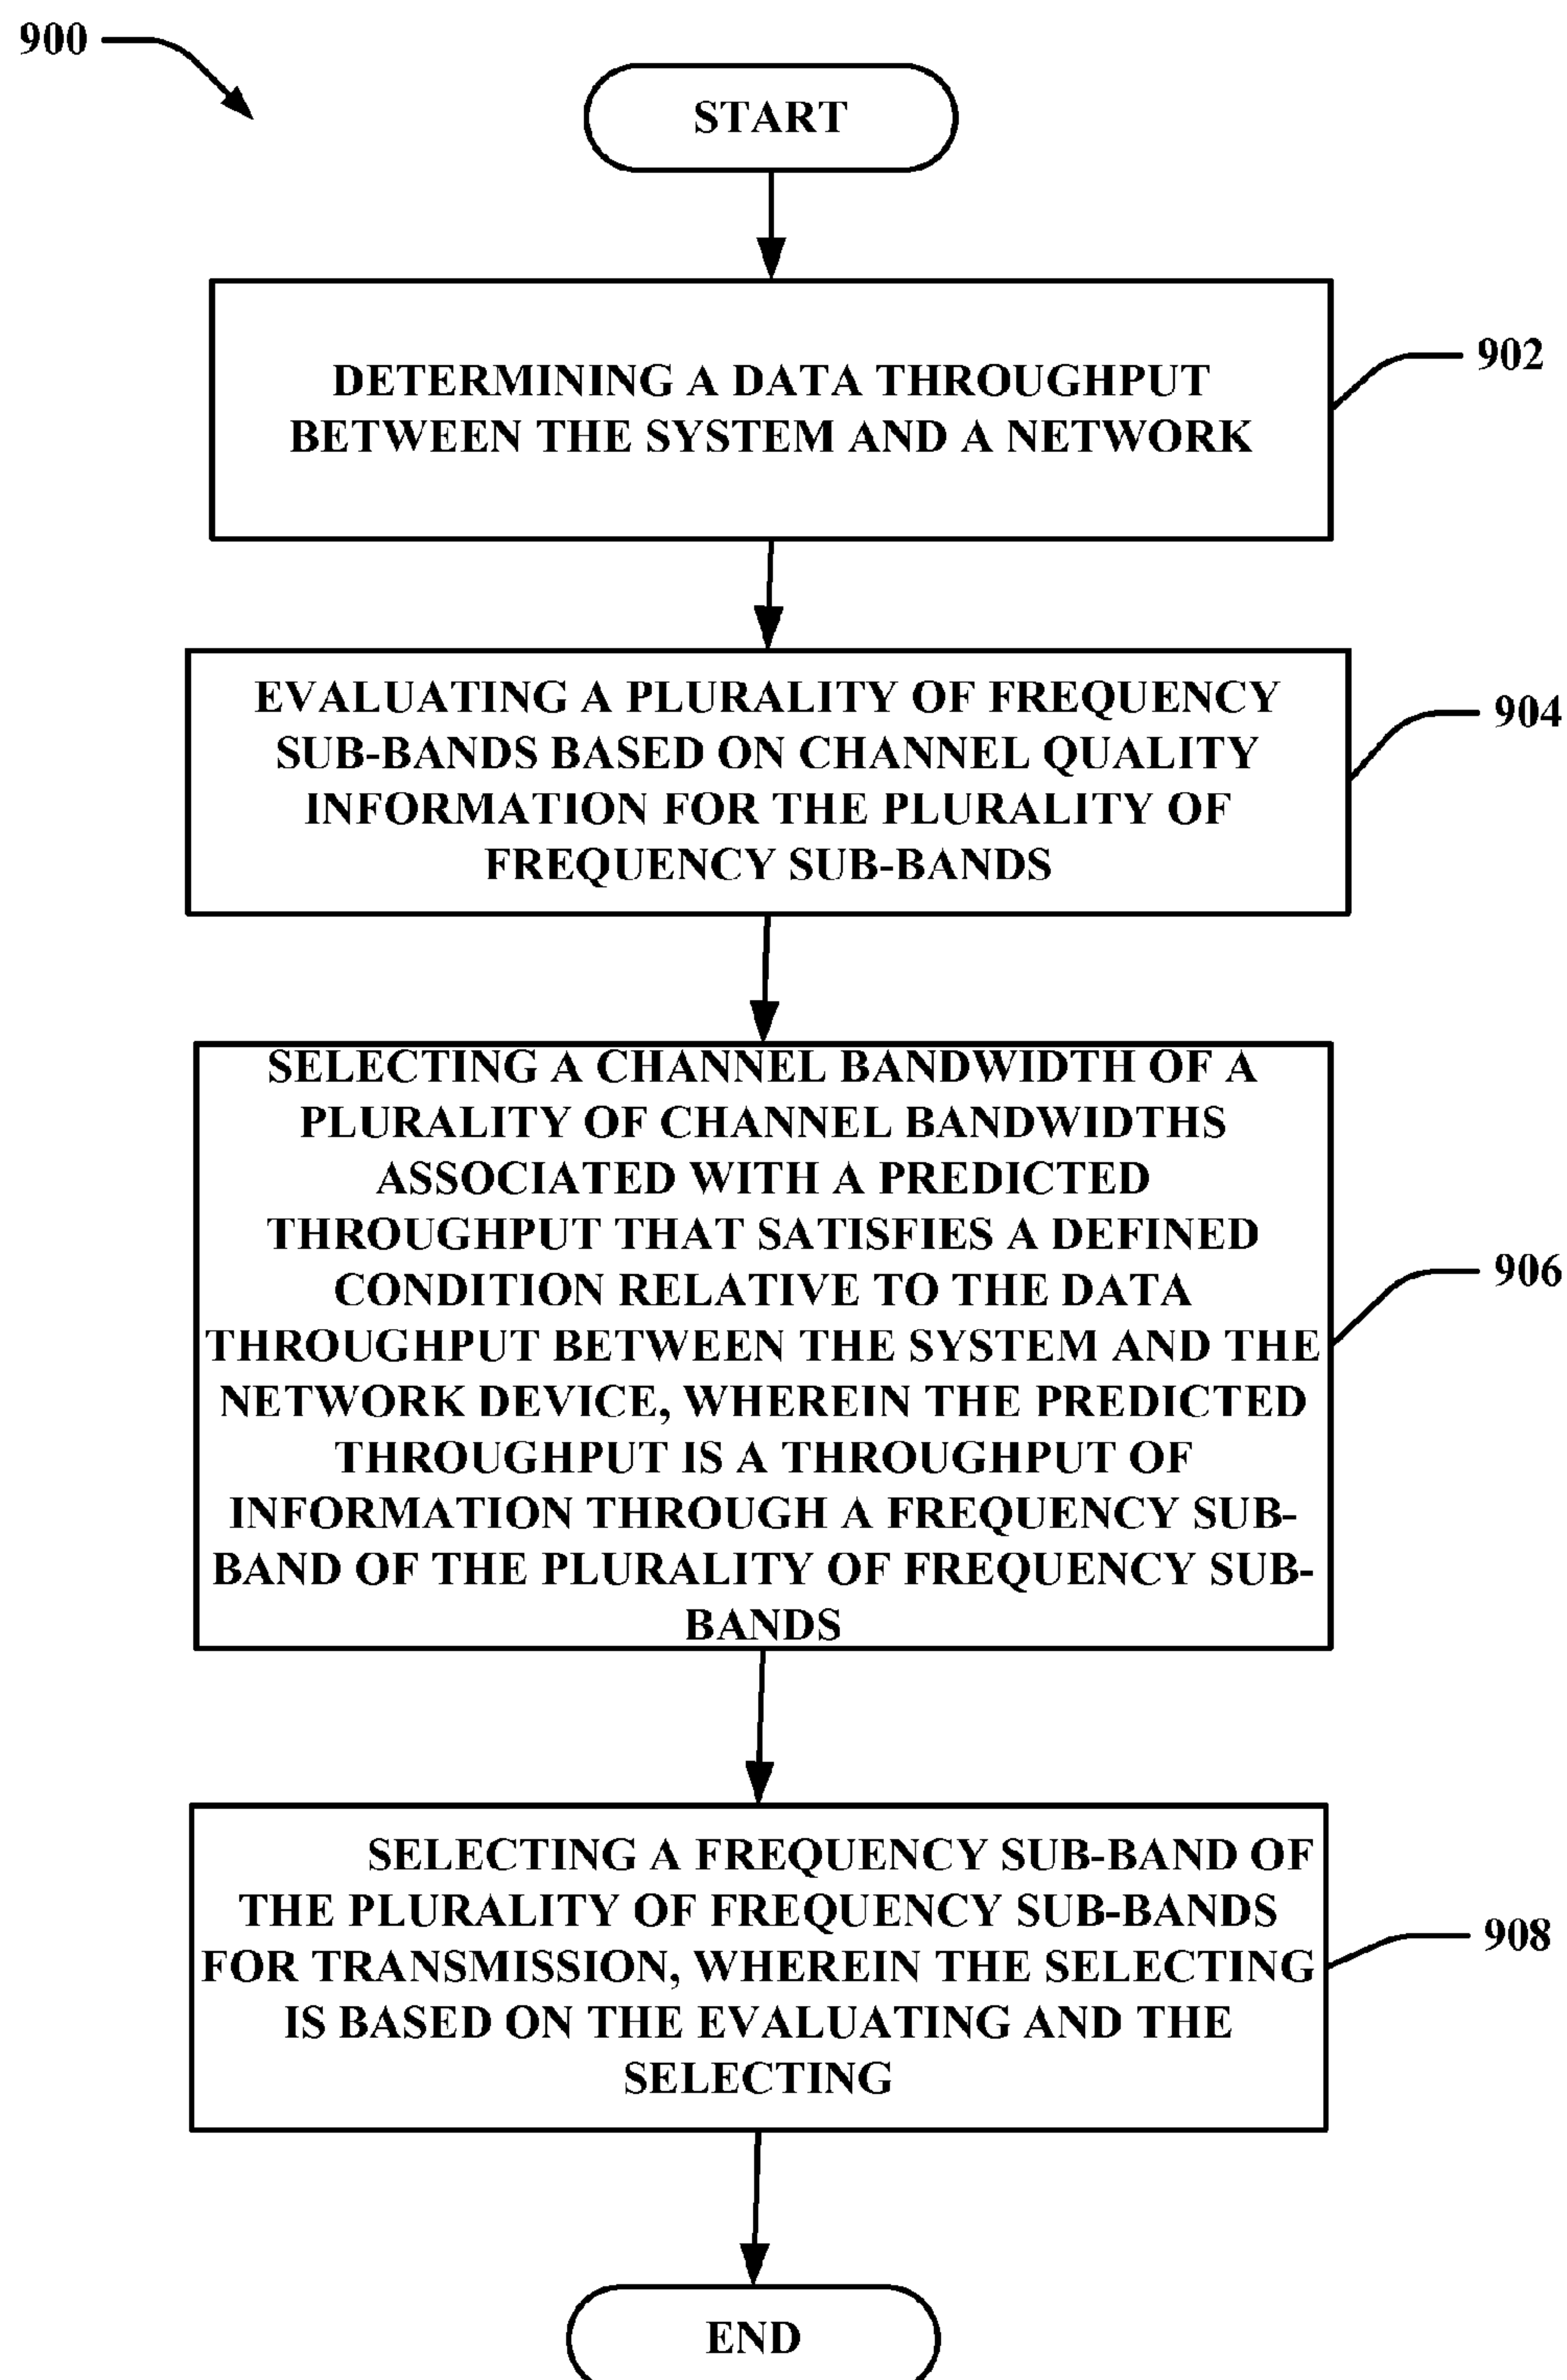 900
START
DETERMINING A DATA THROUGHPUT
BETWEEN THE SYSTEM AND A NETWORK
902
EVALUATING A PLURALITY OF FREQUENCY
SUB-BANDS BASED ON CHANNEL QUALITY
INFORMATION FOR THE PLURALITY OF
FREQUENCY SUB-BANDS
904
SELECTING A CHANNEL BANDWIDTH OF A
PLURALITY OF CHANNEL BANDWIDTHS
ASSOCIATED WITH A PREDICTED
THROUGHPUT THAT SATISFIES A DEFINED
CONDITION RELATIVE TO THE DATA
THROUGHPUT BETWEEN THE SYSTEM AND THE
NETWORK DEVICE, WHEREIN THE PREDICTED
THROUGHPUT IS A THROUGHPUT OF
INFORMATION THROUGH A FREQUENCY SUB-
BAND OF THE PLURALITY OF FREQUENCY SUB-
BANDS
906
SELECTING A FREQUENCY SUB-BAND OF
THE PLURALITY OF FREQUENCY SUB-BANDS
FOR TRANSMISSION, WHEREIN THE SELECTING
IS BASED ON THE EVALUATING AND THE
SELECTING
908
END